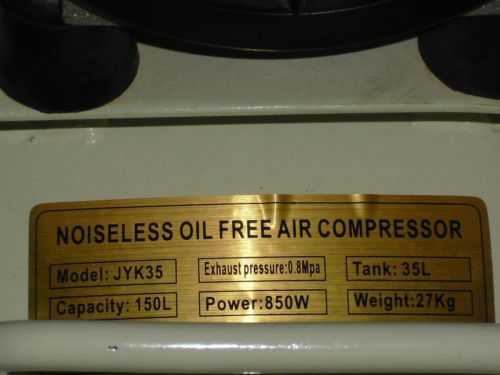 NOISELESS OIL FREE AIR COMPRESSOR
Model: JYK35 Exhaust pressure:0.8Mpa Tank: 35L
Capacity: 150L Power:850W Weight:27Kg